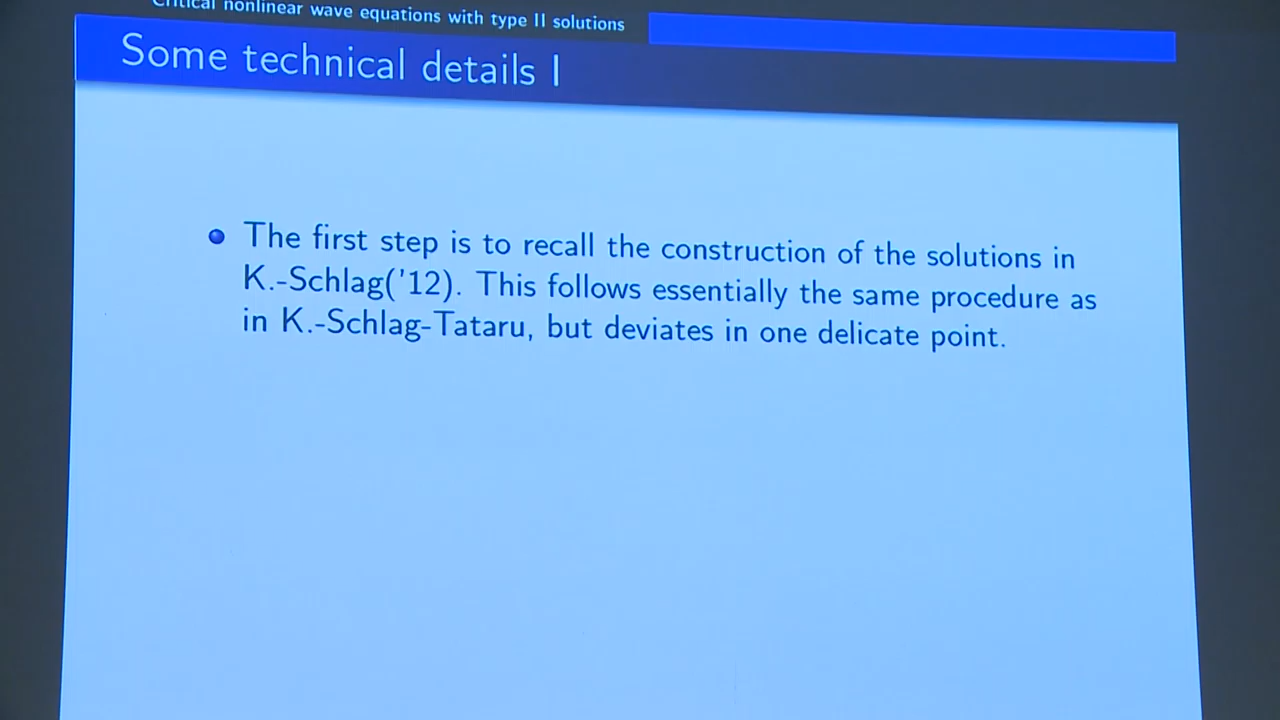 Critical nonlinear wave equations with type II solutions
Some technical details I
The first step is to recall the construction of the solutions in
K.-Schlag('12). This follows essentially the same procedure as
in K.-Schlag-Tataru, but deviates in one delicate point.